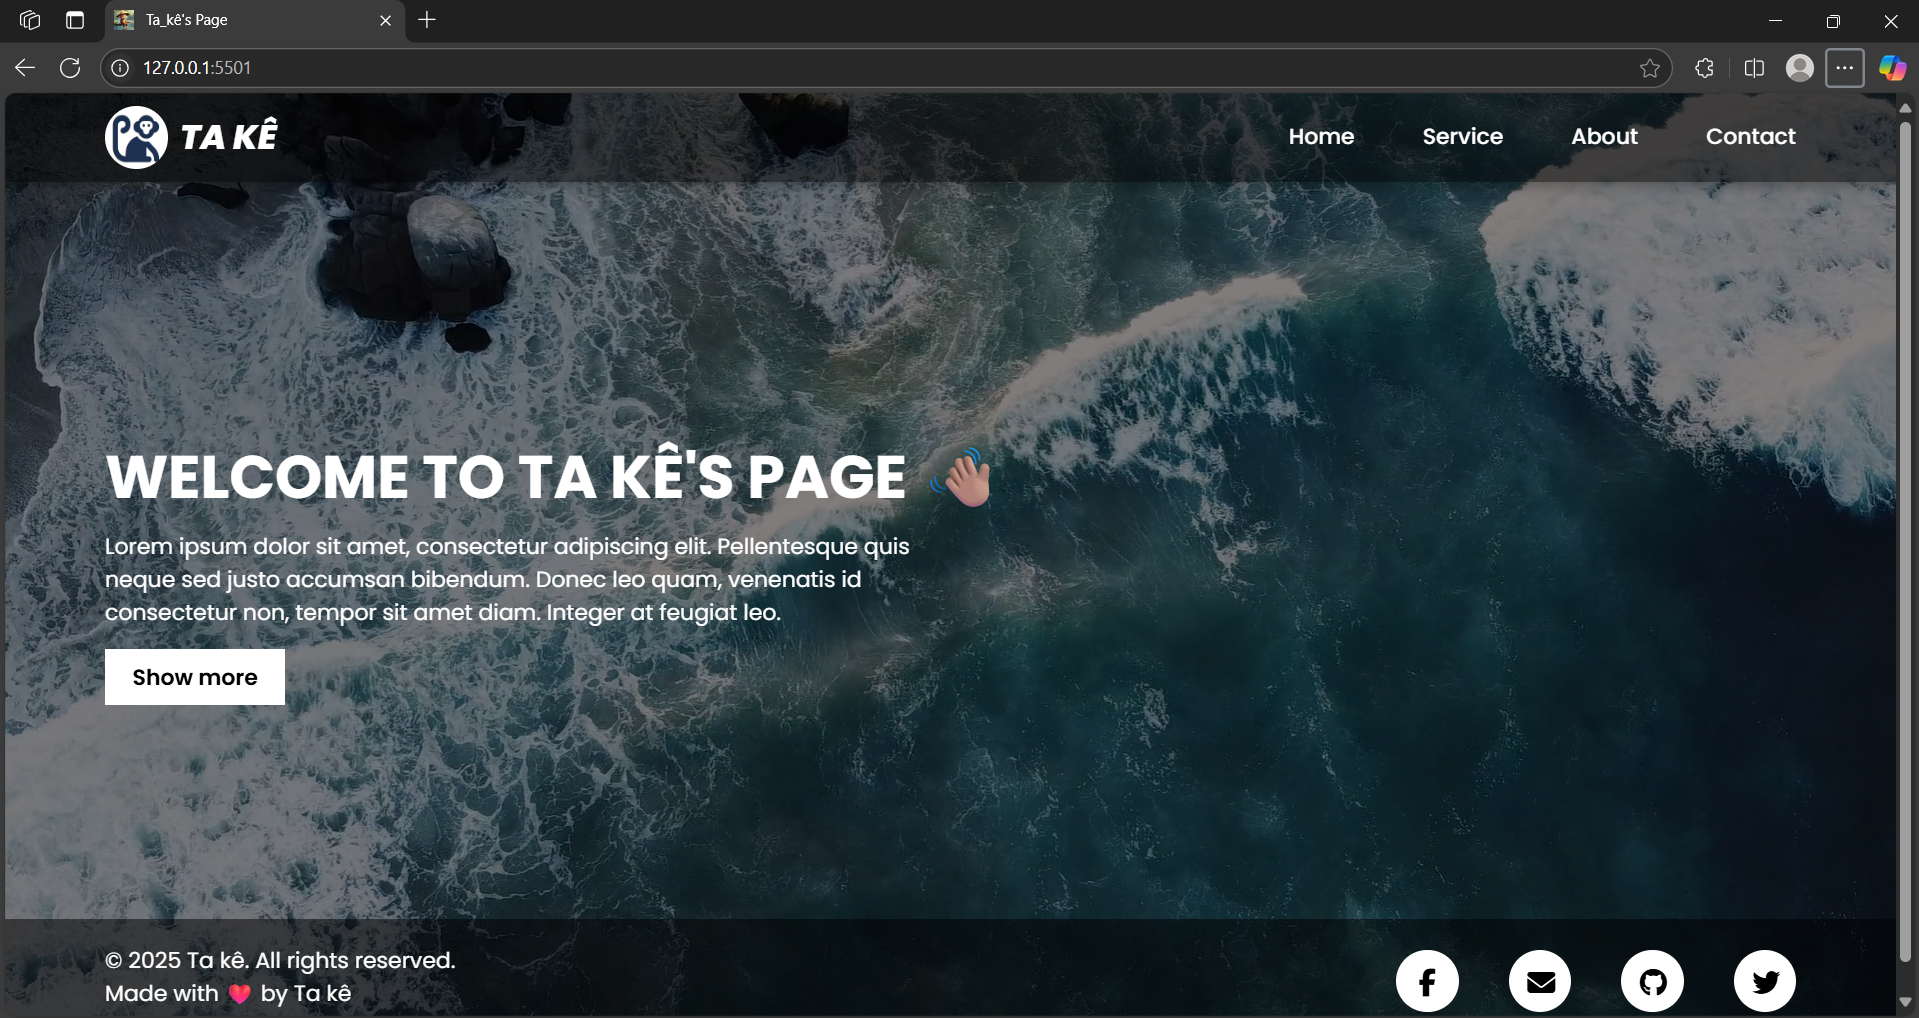 Ta_kê's Page
127.0.0.1:5501
TA KÊ
Home Service About Contact
WELCOME TO TA KÊ'S PAGE 👋🏽
Lorem ipsum dolor sit amet, consectetur adipiscing elit. Pellentesque quis
neque sed justo accumsan bibendum. Donec leo quam, venenatis id
consectetur non, tempor sit amet diam. Integer at feugiat leo.
Show more
© 2025 Ta kê. All rights reserved.
Made with ❤️ by Ta kê